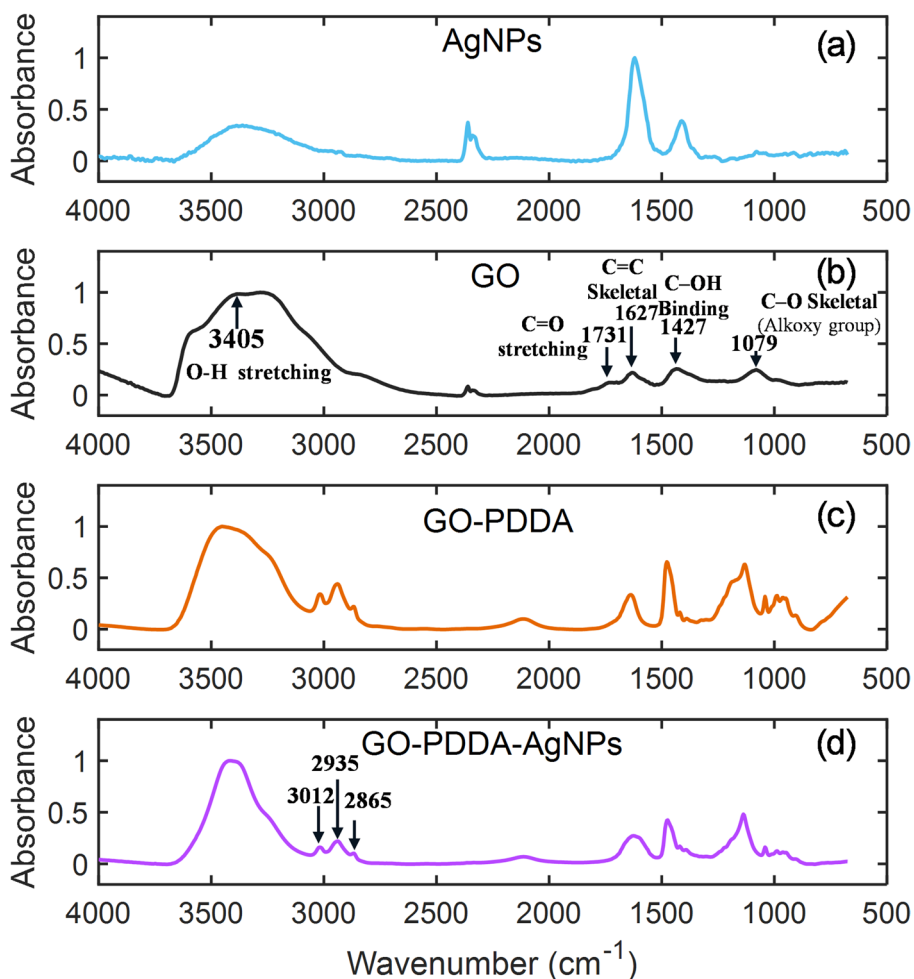 AgNPs
(a)
Absorbance
1
0.5
0
4000 3500 3000 2500 2000 1500 1000 500
GO
(b)
Absorbance
1
0.5
0
3405
O-H stretching
C=O
stretching
1731
C=C
Skeletal
1627
C–OH
Binding
1427
C–O Skeletal
(Alkoxy group)
1079
4000 3500 3000 2500 2000 1500 1000 500
GO-PDDA
(c)
Absorbance
1
0.5
0
4000 3500 3000 2500 2000 1500 1000 500
GO-PDDA-AgNPs
(d)
Absorbance
1
0.5
0
3012
2935
2865
4000 3500 3000 2500 2000 1500 1000 500
Wavenumber (cm⁻¹)